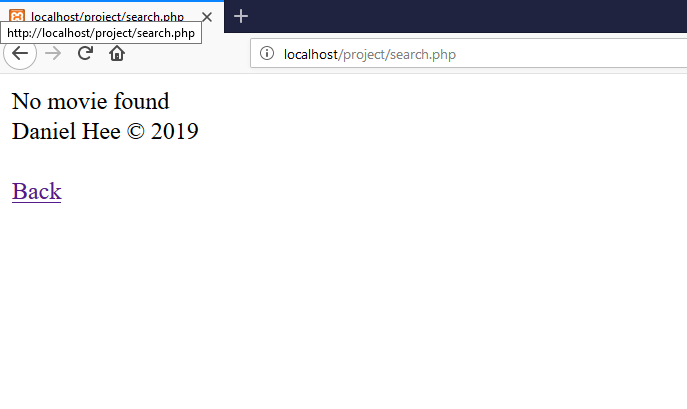 localhost/project/search.php
http://localhost/project/search.php
localhost/project/search.php
No movie found
Daniel Hee © 2019
Back